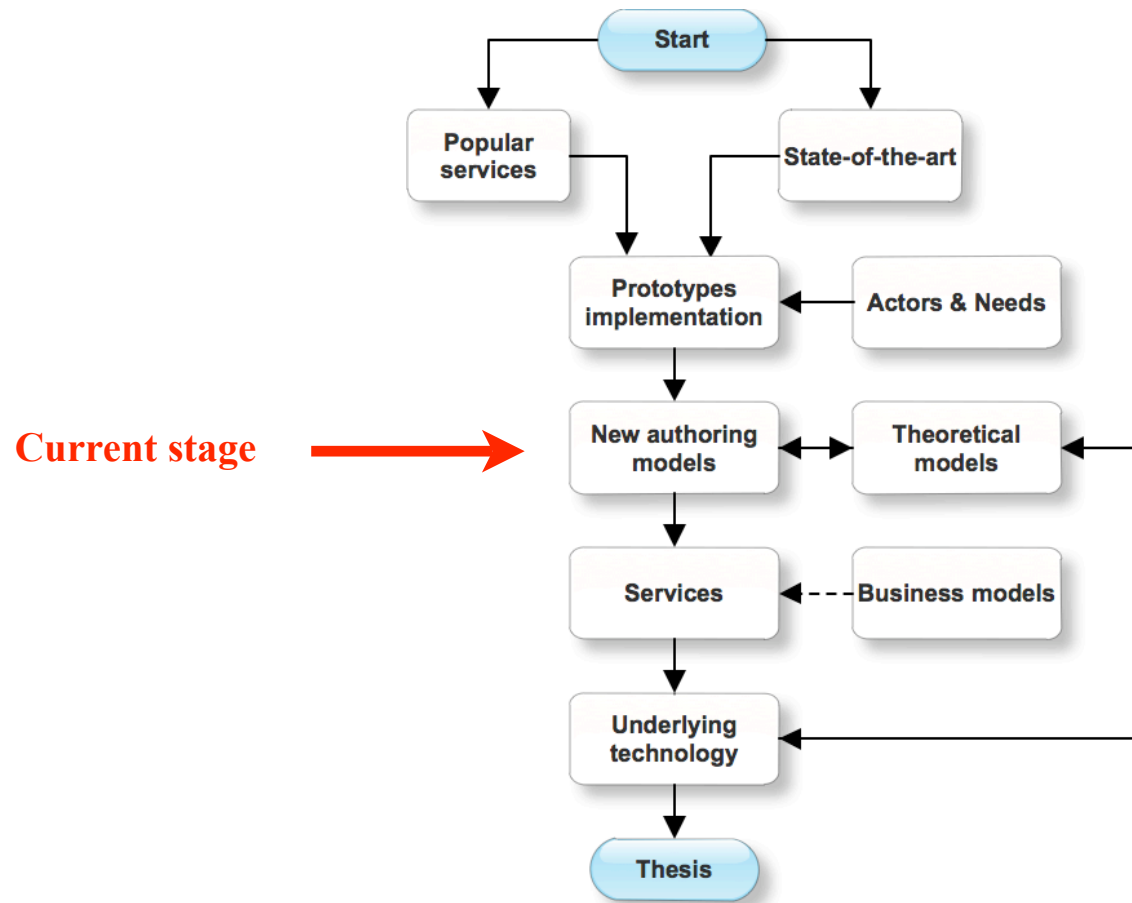 Start
Popular
services
State-of-the-art
Prototypes
implementation
Actors & Needs
Current stage
New authoring
models
Theoretical
models
Services
Business models
Underlying
technology
Thesis